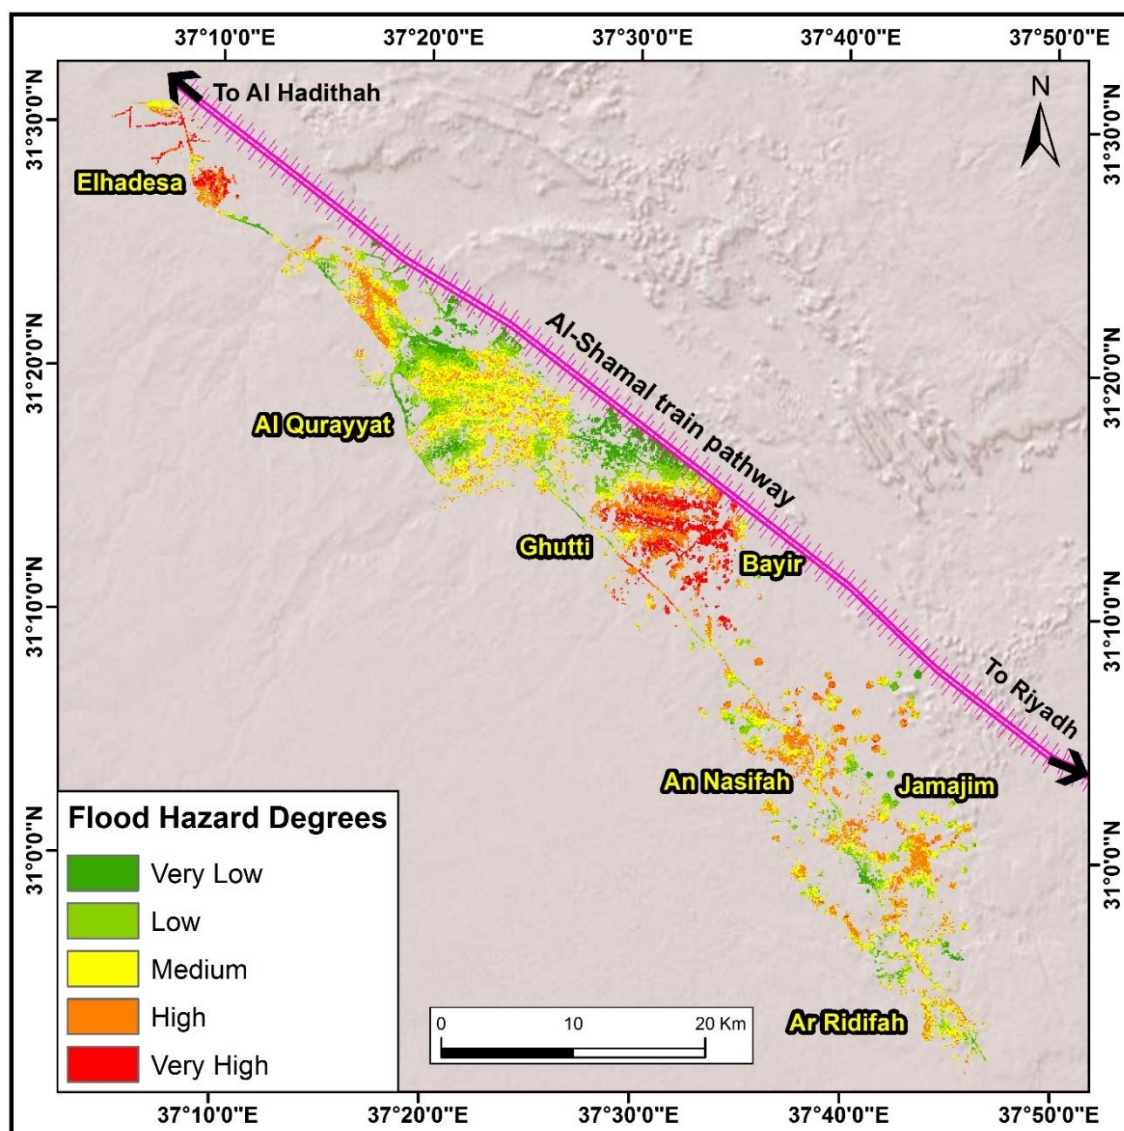 37°10'0"E 37°20'0"E 37°30'0"E 37°40'0"E 37°50'0"E
N
To Al Hadithah
31°30'0"N
31°30'0"N
Elhadesa
Al-Shamal train pathway
31°20'0"N
31°20'0"N
Al Qurayyat
Ghutti
Bayir
31°10'0"N
31°10'0"N
To Riyadh
An Nasifah
Jamajim
31°0'0"N
31°0'0"N
Flood Hazard Degrees
Very Low
Low
Medium
High
Very High
0 10 20 Km
Ar Ridifah
37°10'0"E 37°20'0"E 37°30'0"E 37°40'0"E 37°50'0"E